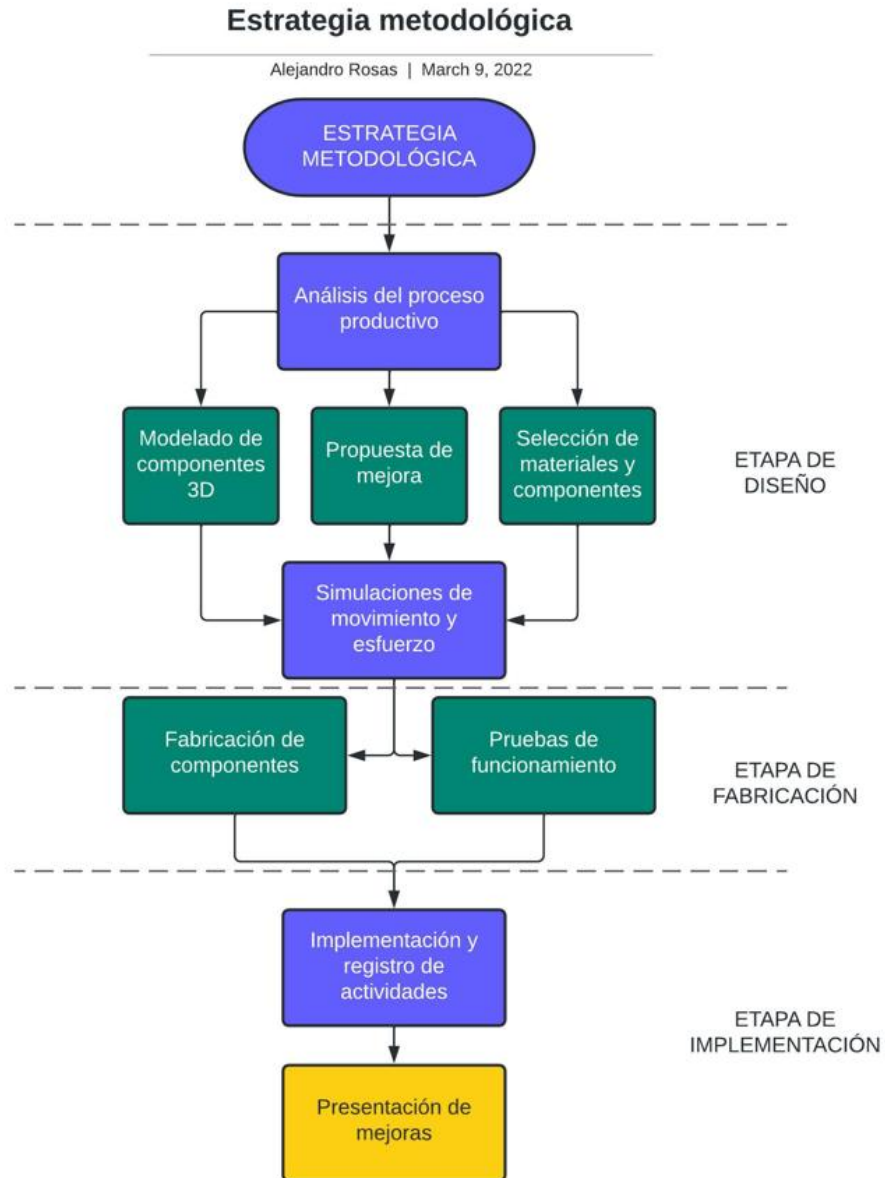 Estrategia metodológica
Alejandro Rosas | March 9, 2022
ESTRATEGIA
METODOLÓGICA
Análisis del proceso
productivo
Modelado de
componentes
3D
Propuesta de
mejora
Selección de
materiales y
componentes
ETAPA DE
DISEÑO
Simulaciones de
movimiento y
esfuerzo
Fabricación de
componentes
Pruebas de
funcionamiento
ETAPA DE
FABRICACIÓN
Implementación y
registro de
actividades
ETAPA DE
IMPLEMENTACIÓN
Presentación de
mejoras